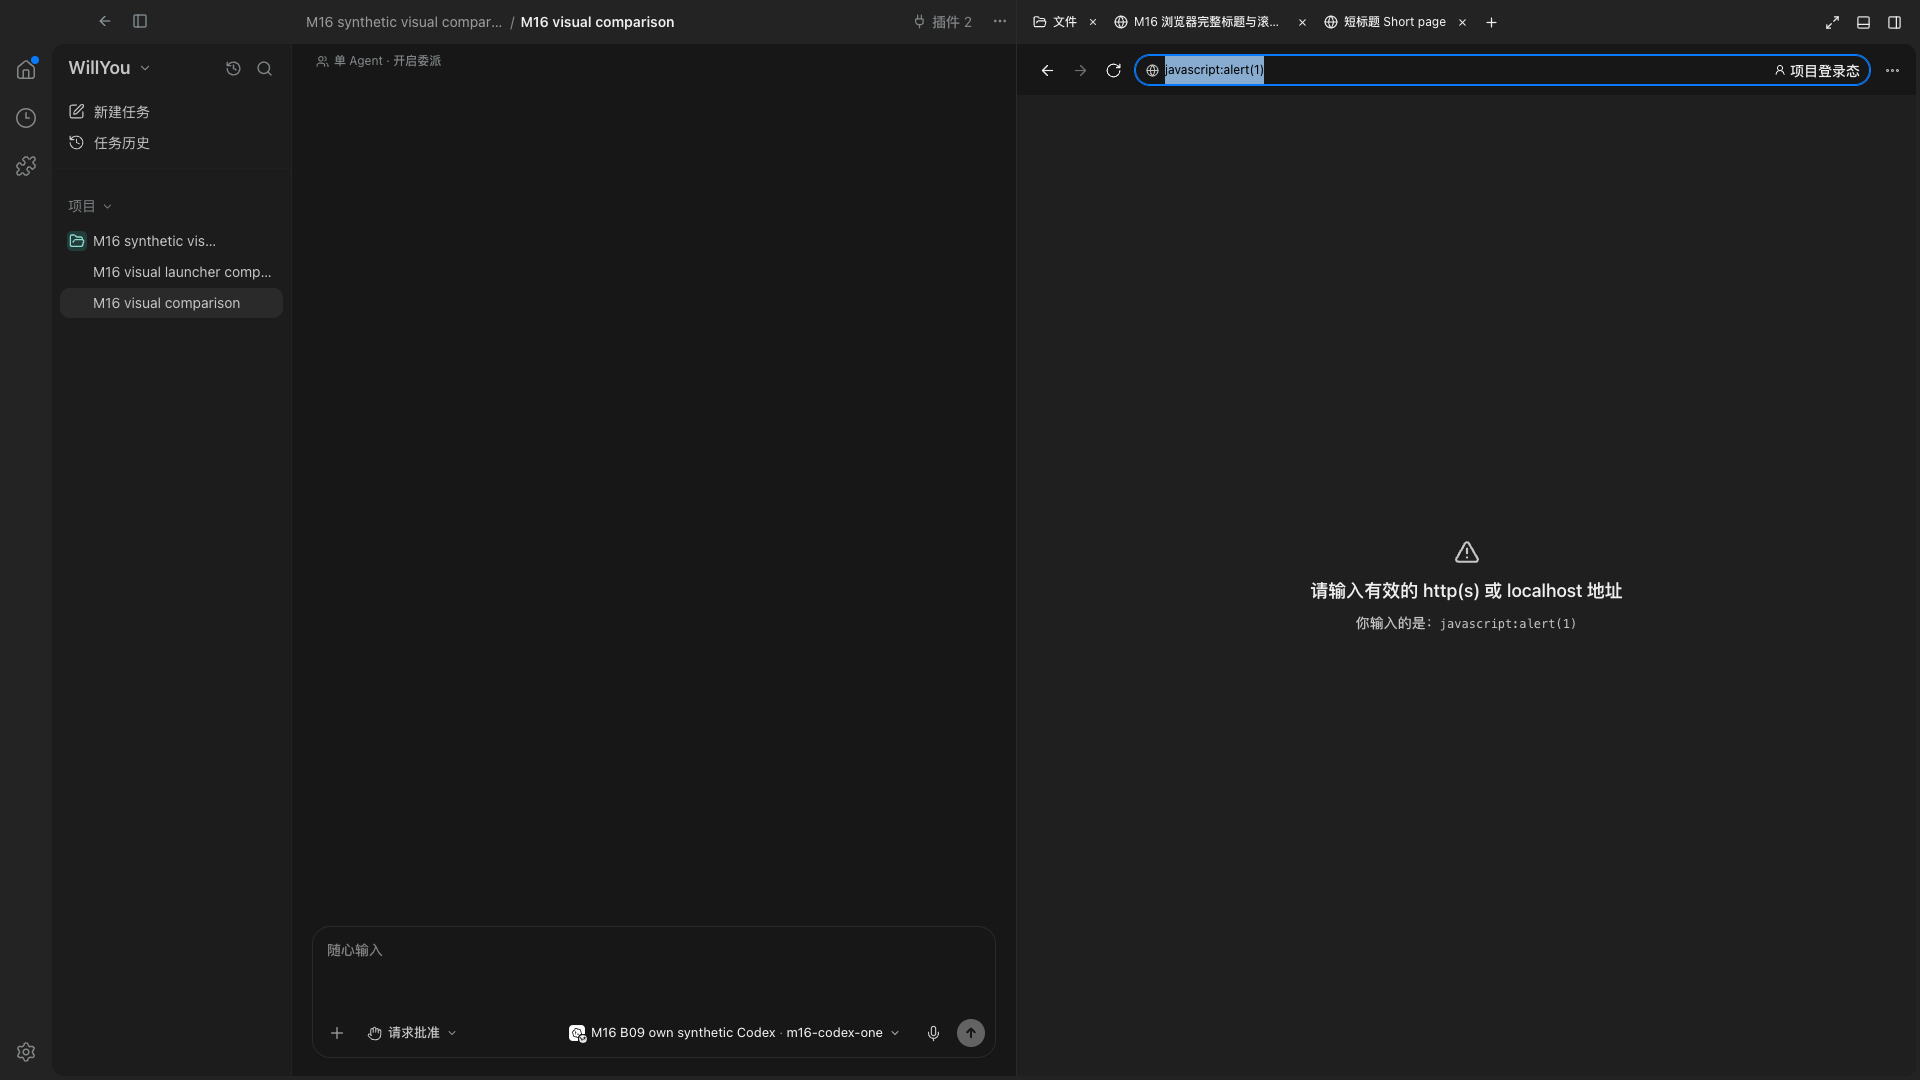 M16 synthetic visual compar... / M16 visual comparison
插件 2
文件
M16 浏览器完整标题与滚...
短标题 Short page
WillYou
单 Agent · 开启委派
javascript:alert(1)
项目登录态
新建任务
任务历史
项目
M16 synthetic vis...
M16 visual launcher comp...
M16 visual comparison
请输入有效的 http(s) 或 localhost 地址
你输入的是: javascript:alert(1)
随心输入
请求批准
M16 B09 own synthetic Codex · m16-codex-one